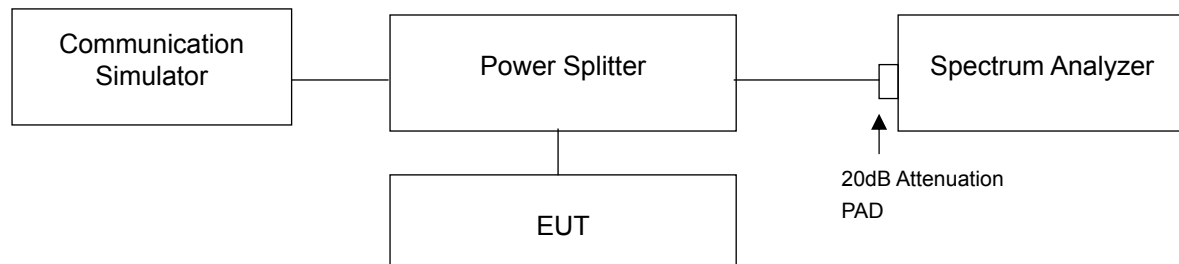 Communication
Simulator
Power Splitter
Spectrum Analyzer
20dB Attenuation
PAD
EUT